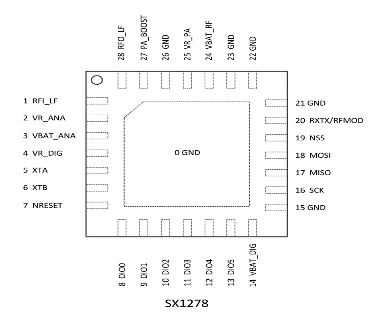 28 RFO_LF
27 PA_BOOST
26 GND
25 VR_PA
24 VBAT_RF
23 GND
22 GND
1 RFI_LF
2 VR_ANA
3 VBAT_ANA
4 VR_DIG
5 XTA
6 XTB
7 NRESET
0 GND
21 GND
20 RXTX/RFMOD
19 NSS
18 MOSI
17 MISO
16 SCK
15 GND
8 DIO0
9 DIO1
10 DIO2
11 DIO3
12 DIO4
13 DIO5
14 VBAT_DIG
SX1278